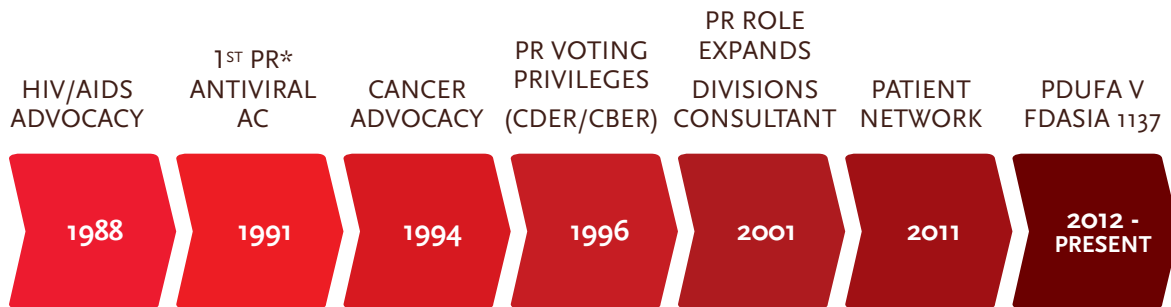 HIV/AIDS
ADVOCACY
1ST PR*
ANTIVIRAL
AC
CANCER
ADVOCACY
PR VOTING
PRIVILEGES
(CDER/CBER)
PR ROLE
EXPANDS
DIVISIONS
CONSULTANT
PATIENT
NETWORK
PDUFA V
FDASIA 1137
1988
1991
1994
1996
2001
2011
2012 -
PRESENT